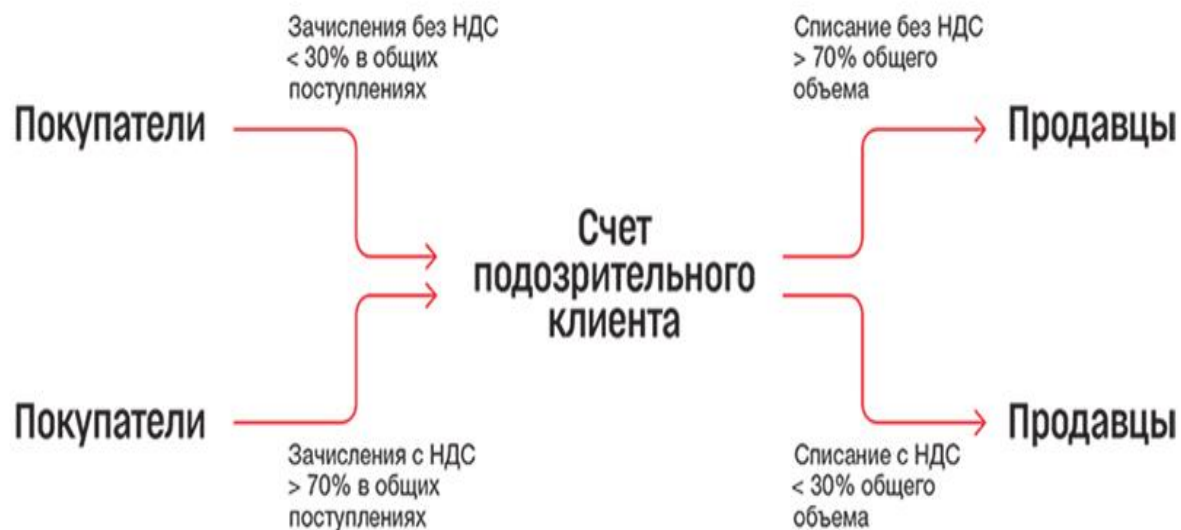 Зачисления без НДС
< 30% в общих
поступлениях
Списание без НДС
> 70% общего
объема
Покупатели
Продавцы
Счет
подозрительного
клиента
Покупатели
Продавцы
Зачисления с НДС
> 70% в общих
поступлениях
Списание с НДС
< 30% общего
объема